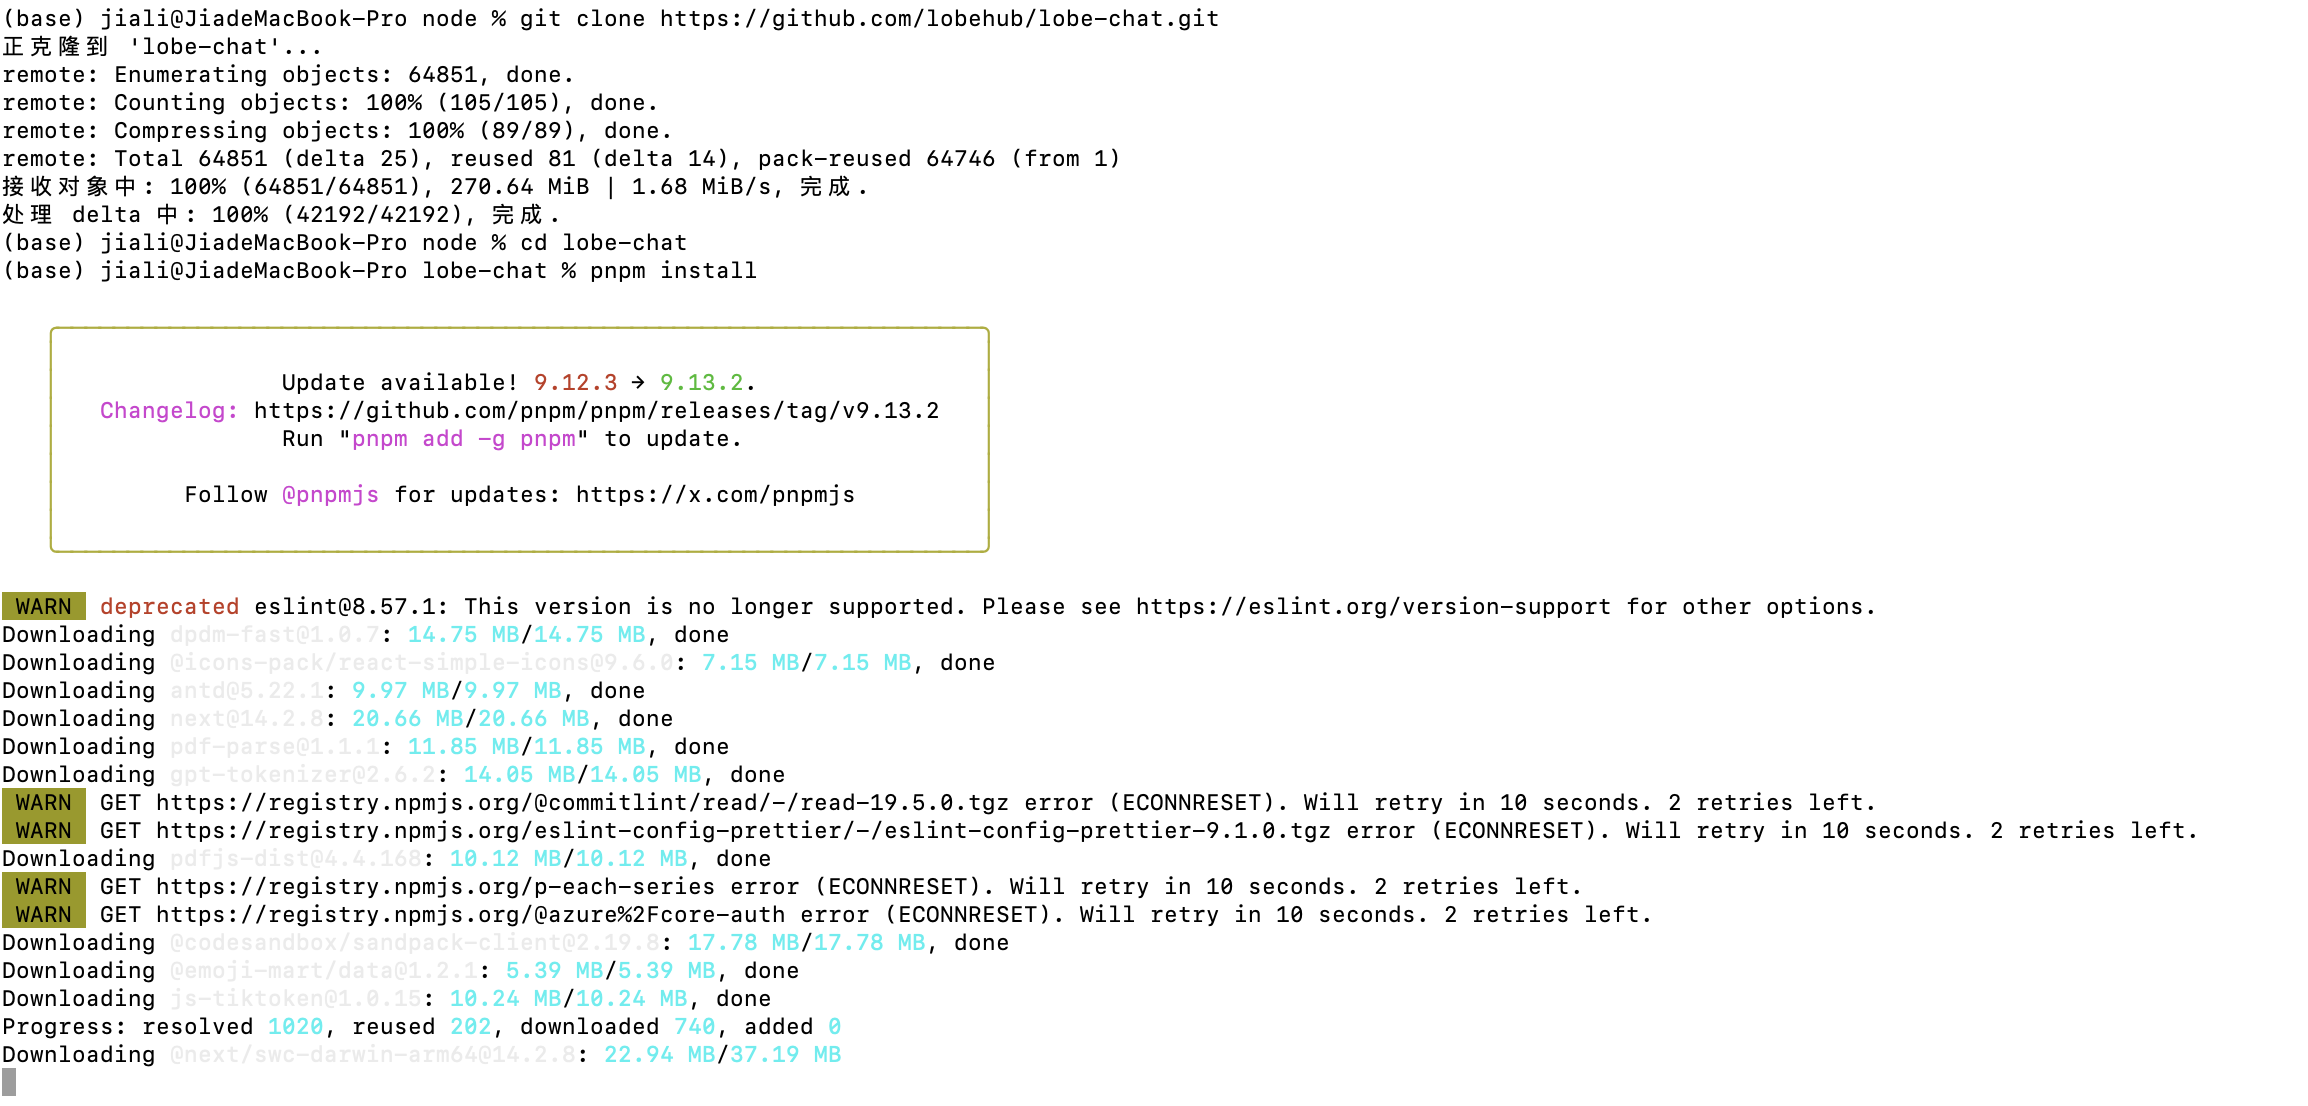 (base) jiali@JiadeMacBook-Pro node % git clone https://github.com/lobehub/lobe-chat.git
正克隆到 'lobe-chat'...
remote: Enumerating objects: 64851, done.
remote: Counting objects: 100% (105/105), done.
remote: Compressing objects: 100% (89/89), done.
remote: Total 64851 (delta 25), reused 81 (delta 14), pack-reused 64746 (from 1)
接收对象中: 100% (64851/64851), 270.64 MiB | 1.68 MiB/s, 完成.
处理 delta 中: 100% (42192/42192), 完成.
(base) jiali@JiadeMacBook-Pro node % cd lobe-chat
(base) jiali@JiadeMacBook-Pro lobe-chat % pnpm install
Update available! 9.12.3 → 9.13.2.
Changelog: https://github.com/pnpm/pnpm/releases/tag/v9.13.2
Run "pnpm add -g pnpm" to update.
Follow @pnpmjs for updates: https://x.com/pnpmjs
WARN deprecated eslint@8.57.1: This version is no longer supported. Please see https://eslint.org/version-support for other options.
Downloading dpdm-fast@1.0.7: 14.75 MB/14.75 MB, done
Downloading @icons-pack/react-simple-icons@9.6.0: 7.15 MB/7.15 MB, done
Downloading antd@5.22.1: 9.97 MB/9.97 MB, done
Downloading next@14.2.8: 20.66 MB/20.66 MB, done
Downloading pdf-parse@1.1.1: 11.85 MB/11.85 MB, done
Downloading gpt-tokenizer@2.6.2: 14.05 MB/14.05 MB, done
WARN GET https://registry.npmjs.org/@commitlint/read/-/read-19.5.0.tgz error (ECONNRESET). Will retry in 10 seconds. 2 retries left.
WARN GET https://registry.npmjs.org/eslint-config-prettier/-/eslint-config-prettier-9.1.0.tgz error (ECONNRESET). Will retry in 10 seconds. 2 retries left.
Downloading pdfjs-dist@4.4.168: 10.12 MB/10.12 MB, done
WARN GET https://registry.npmjs.org/p-each-series error (ECONNRESET). Will retry in 10 seconds. 2 retries left.
WARN GET https://registry.npmjs.org/@azure%2Fcore-auth error (ECONNRESET). Will retry in 10 seconds. 2 retries left.
Downloading @codesandbox/sandpack-client@2.19.8: 17.78 MB/17.78 MB, done
Downloading @emoji-mart/data@1.2.1: 5.39 MB/5.39 MB, done
Downloading js-tiktoken@1.0.15: 10.24 MB/10.24 MB, done
Progress: resolved 1020, reused 202, downloaded 740, added 0
Downloading @next/swc-darwin-arm64@14.2.8: 22.94 MB/37.19 MB